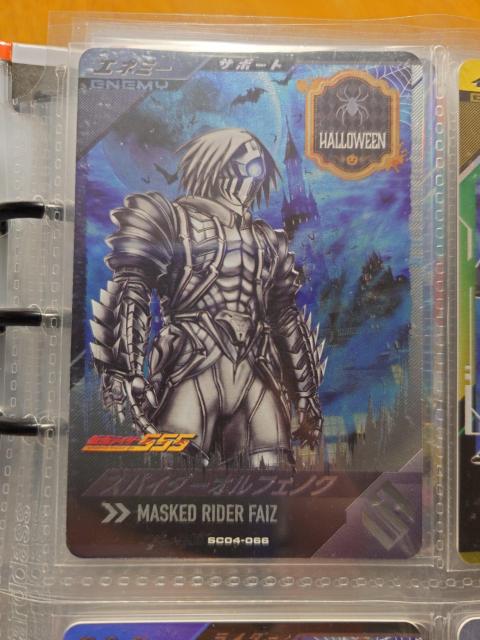 エネミー サポート
ENEMY
HALLOWEEN
仮面ライダー555
スパイダーオルフェノク
MASKED RIDER FAIZ
SC04-066